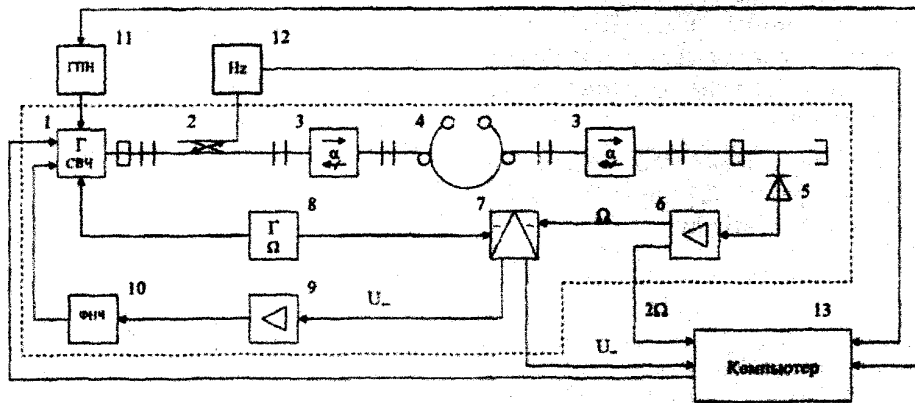 11
12
ГПН
Hz
1
2
3
4
3
Г
СВЧ
α
α
5
8
7
Ω
6
Г
Ω
10
9
U_
2Ω
13
ФНЧ
U_
Компьютер